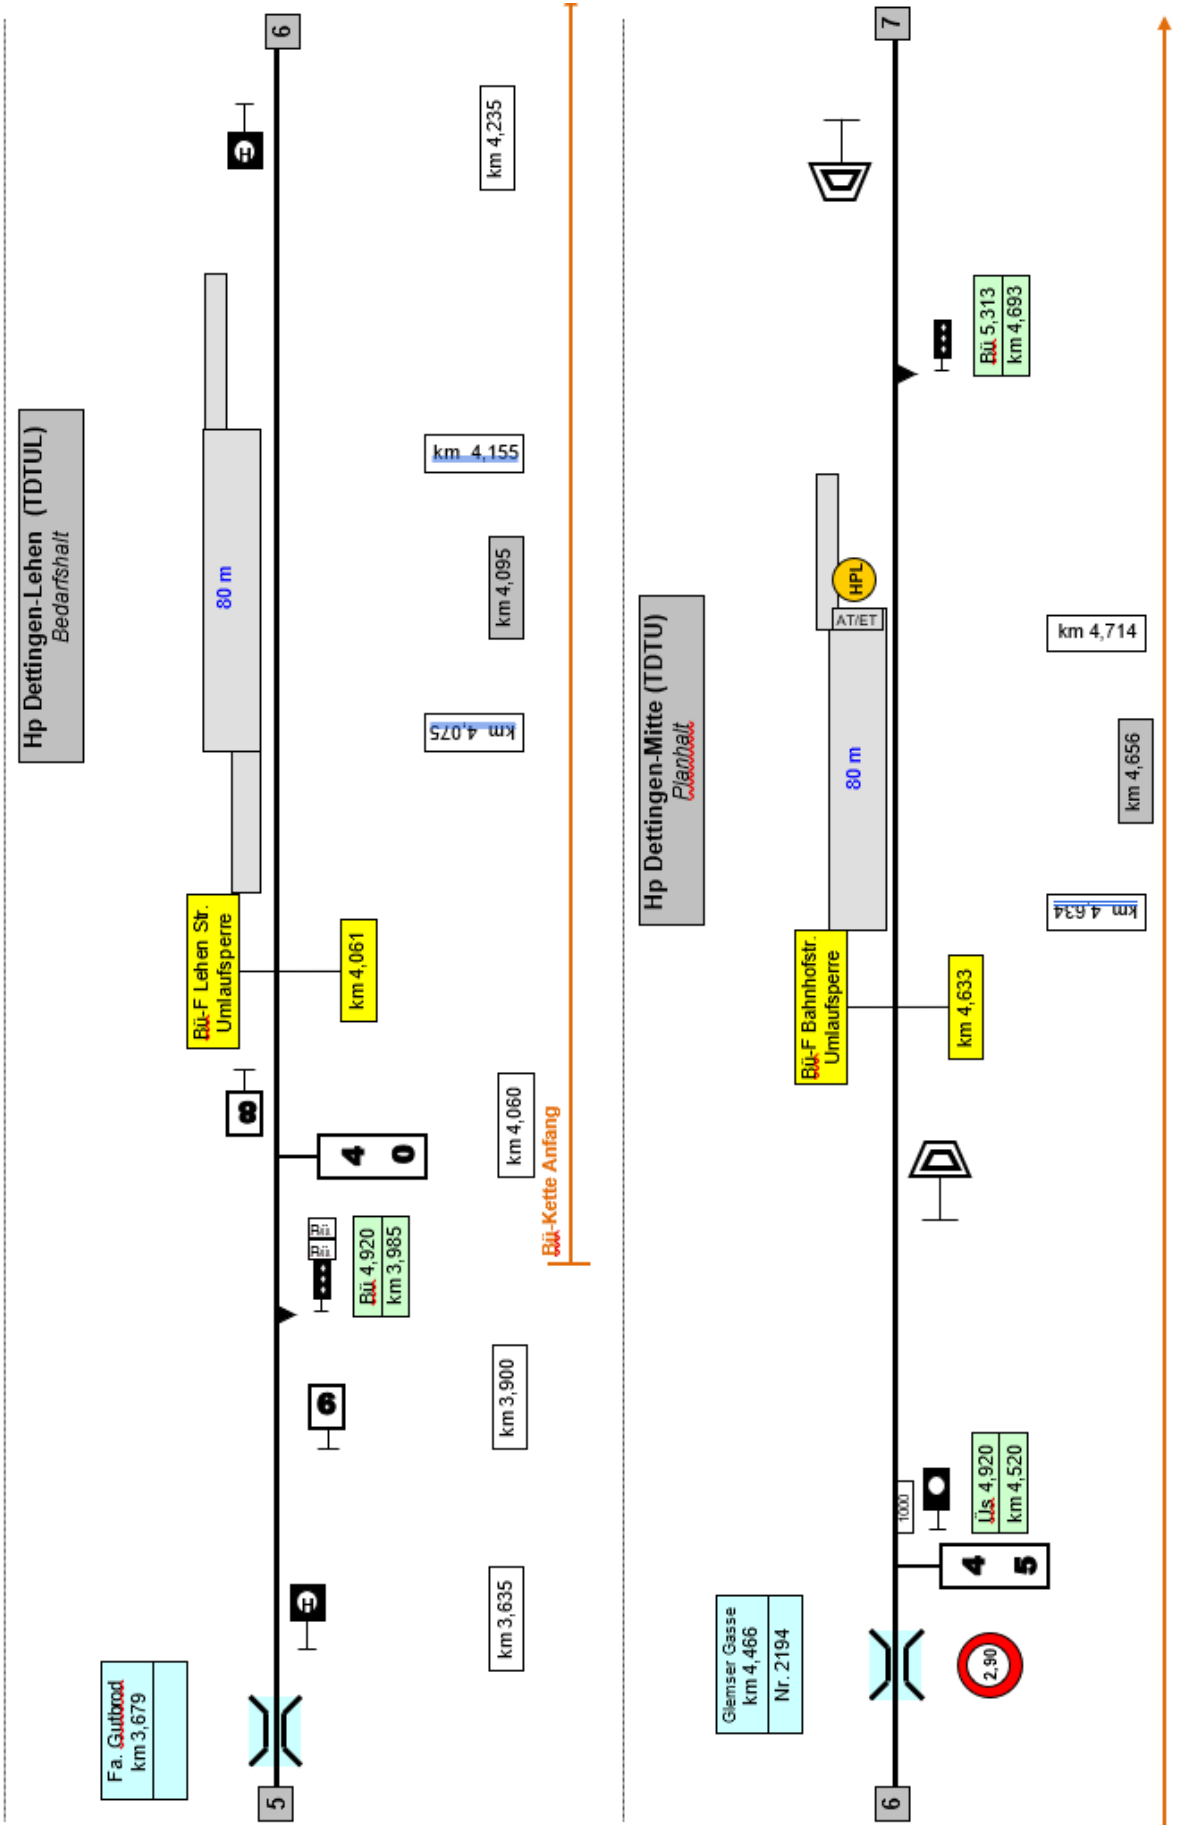 Hp Dettingen-Lehen (TDTUL)
Bedarfshalt
Fa. Gutbrod
km 3,679
Bü-F Lehen Str.
Umlaufsperre
80 m
8
H
5
6
H
6
Bü
Bü
4 0
km 4,061
Bü 4,920
km 3,985
km 4,075
km 4,155
km 3,635
km 3,900
km 4,060
km 4,095
km 4,235
Bü-Kette Anfang
Hp Dettingen-Mitte (TDTU)
Planhalt
Glemser Gasse
km 4,466
Nr. 2194
Bü-F Bahnhofstr.
Umlaufsperre
80 m
AT/ET
HPL
6
7
1000
4 5
2,90
km 4,633
Üs 4,920
km 4,520
Bü 5,313
km 4,693
km 4,634
km 4,714
km 4,656